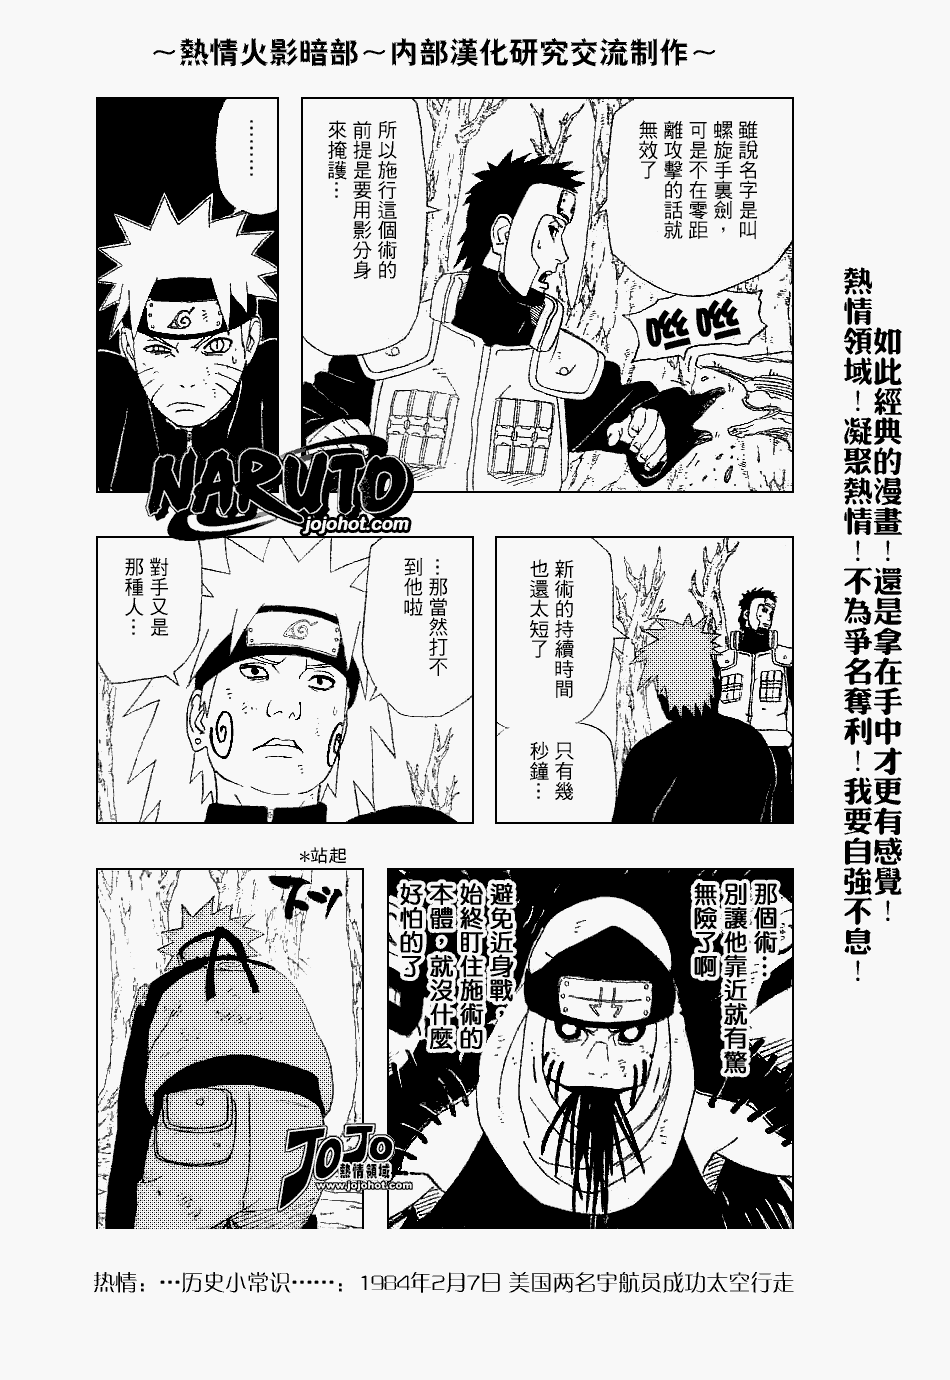 ～熱情火影暗部～内部漢化研究交流制作～
雖說名字是叫
螺旋手裏劍，
可是不在零距
離攻擊的話就
無效了
所以施行這個術的
前提是要用影分身
來掩護…
………
NARUTO
jojohot.com
新術的持續時間
也還太短了
只有幾
秒鐘…
…那當然打不
到他啦
對手又是
那種人…
那個術…
別讓他靠近就有驚
無險了啊
避免近身戰，
始終盯住施術的
本體，就沒什麼
好怕的了
*站起
JOJO
熱情領域
www.jojohot.com
如此經典的漫畫！還是拿在手中才更有感覺！
熱情領域！凝聚熱情！不為爭名奪利！我要自強不息！
热情：…历史小常识……：1984年2月7日 美国两名宇航员成功太空行走